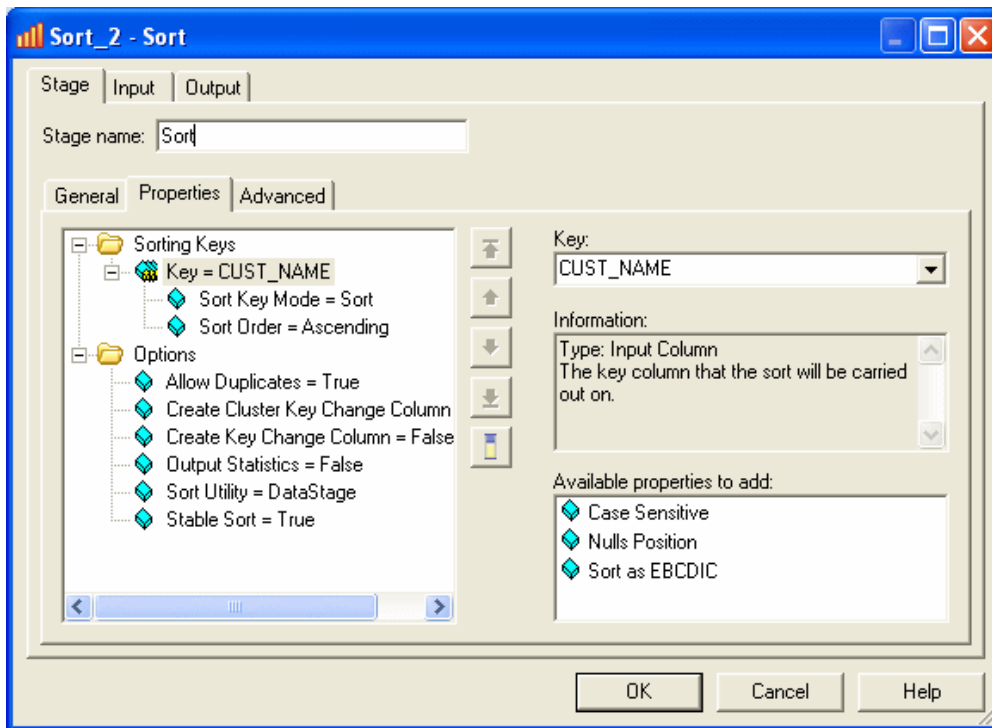 Sort_2 - Sort
Stage Input Output
Stage name: Sort
General Properties Advanced
Sorting Keys
Key = CUST_NAME
Sort Key Mode = Sort
Sort Order = Ascending
Options
Allow Duplicates = True
Create Cluster Key Change Column
Create Key Change Column = False
Output Statistics = False
Sort Utility = DataStage
Stable Sort = True
Key:
CUST_NAME
Information:
Type: Input Column
The key column that the sort will be carried
out on.
Available properties to add:
Case Sensitive
Nulls Position
Sort as EBCDIC
OK Cancel Help